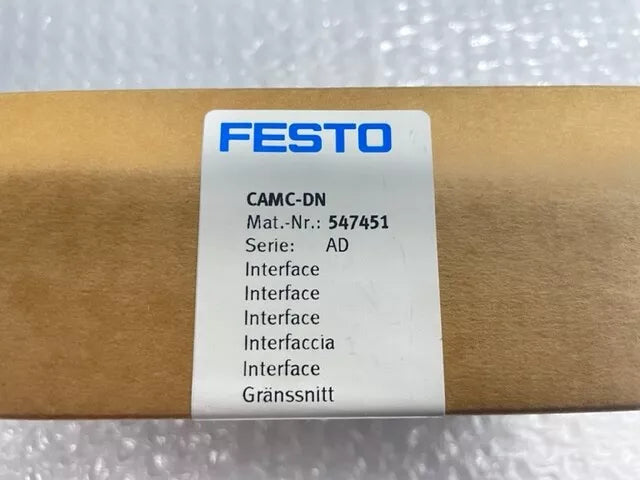 FESTO
CAMC-DN
Mat.-Nr.: 547451
Serie: AD
Interface
Interface
Interface
Interfaccia
Interface
Gränssnitt